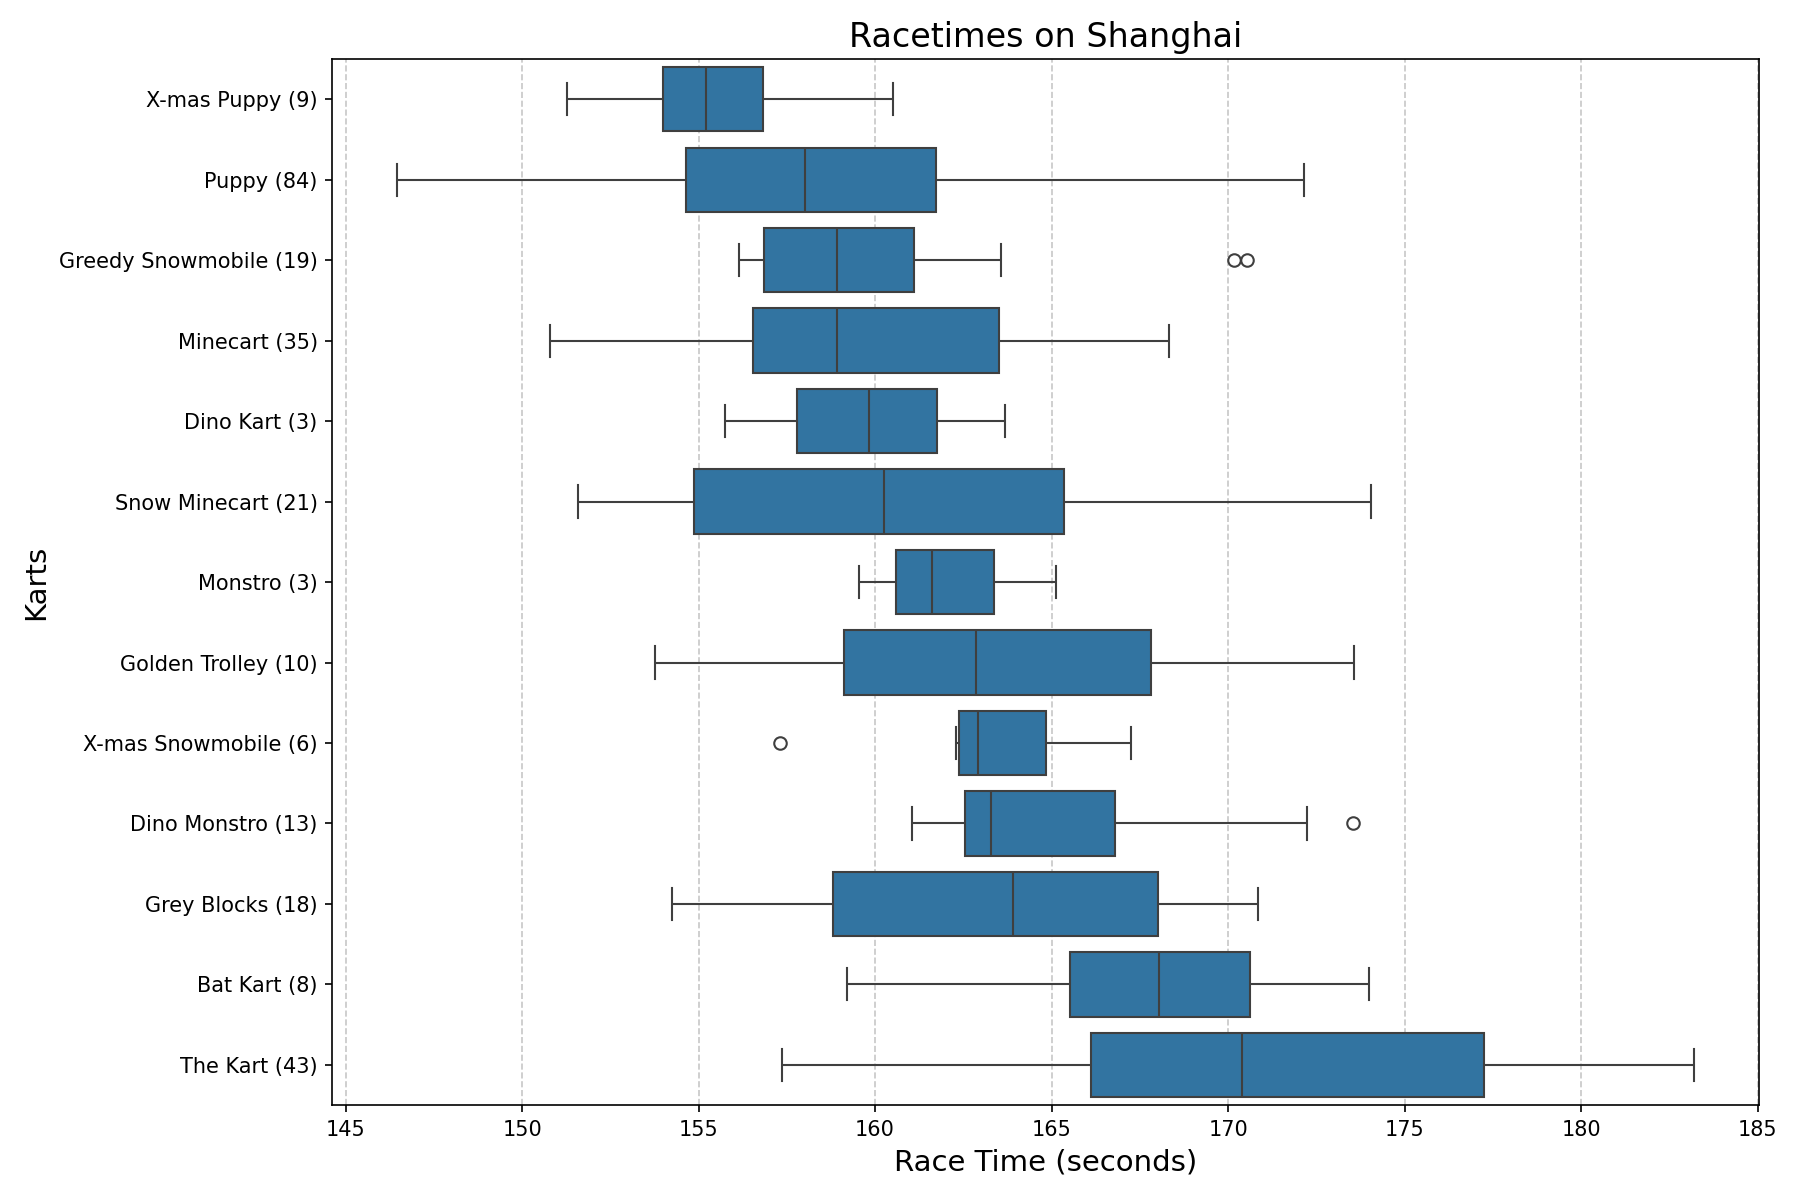 Racetimes on Shanghai
X-mas Puppy (9)
Puppy (84)
Greedy Snowmobile (19)
Minecart (35)
Dino Kart (3)
Snow Minecart (21)
Monstro (3)
Golden Trolley (10)
X-mas Snowmobile (6)
Dino Monstro (13)
Grey Blocks (18)
Bat Kart (8)
The Kart (43)
Karts
145 150 155 160 165 170 175 180 185
Race Time (seconds)